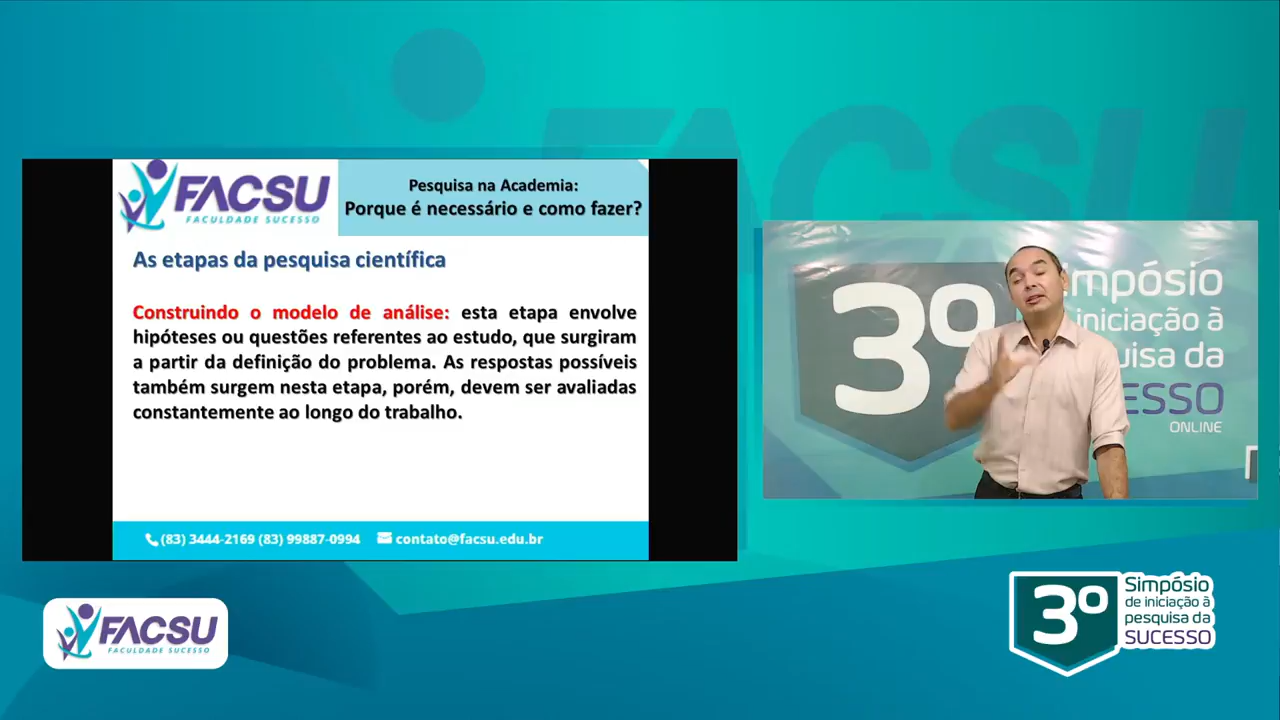 FACSU
FACULDADE SUCESSO
Pesquisa na Academia:
Porque é necessário e como fazer?
As etapas da pesquisa científica
Construindo o modelo de análise: esta etapa envolve
hipóteses ou questões referentes ao estudo, que surgiram
a partir da definição do problema. As respostas possíveis
também surgem nesta etapa, porém, devem ser avaliadas
constantemente ao longo do trabalho.
(83) 3444-2169 (83) 99887-0994 contato@facsu.edu.br
FACSU
3º
Simpósio
iniciação à
uisa da
ESSO
ONLINE
FACSU
FACULDADE SUCESSO
3º
Simpósio
de iniciação à
pesquisa da
SUCESSO